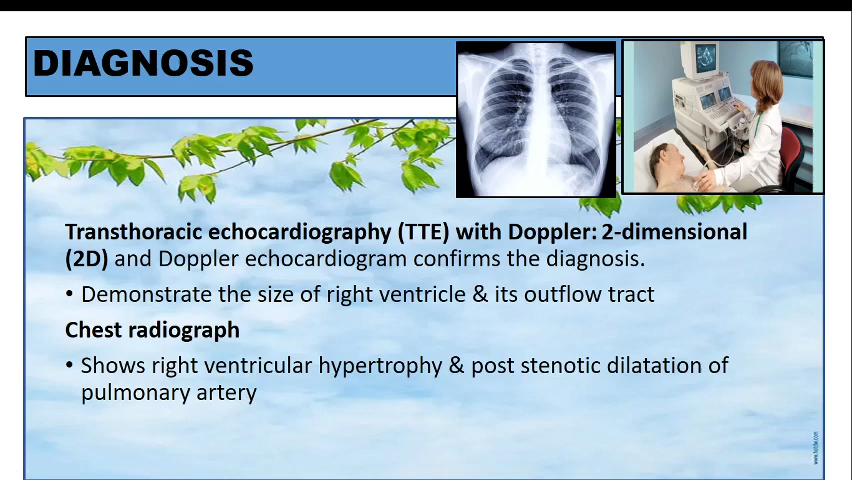 DIAGNOSIS
Transthoracic echocardiography (TTE) with Doppler: 2-dimensional
(2D) and Doppler echocardiogram confirms the diagnosis.
• Demonstrate the size of right ventricle & its outflow tract
Chest radiograph
• Shows right ventricular hypertrophy & post stenotic dilatation of
pulmonary artery